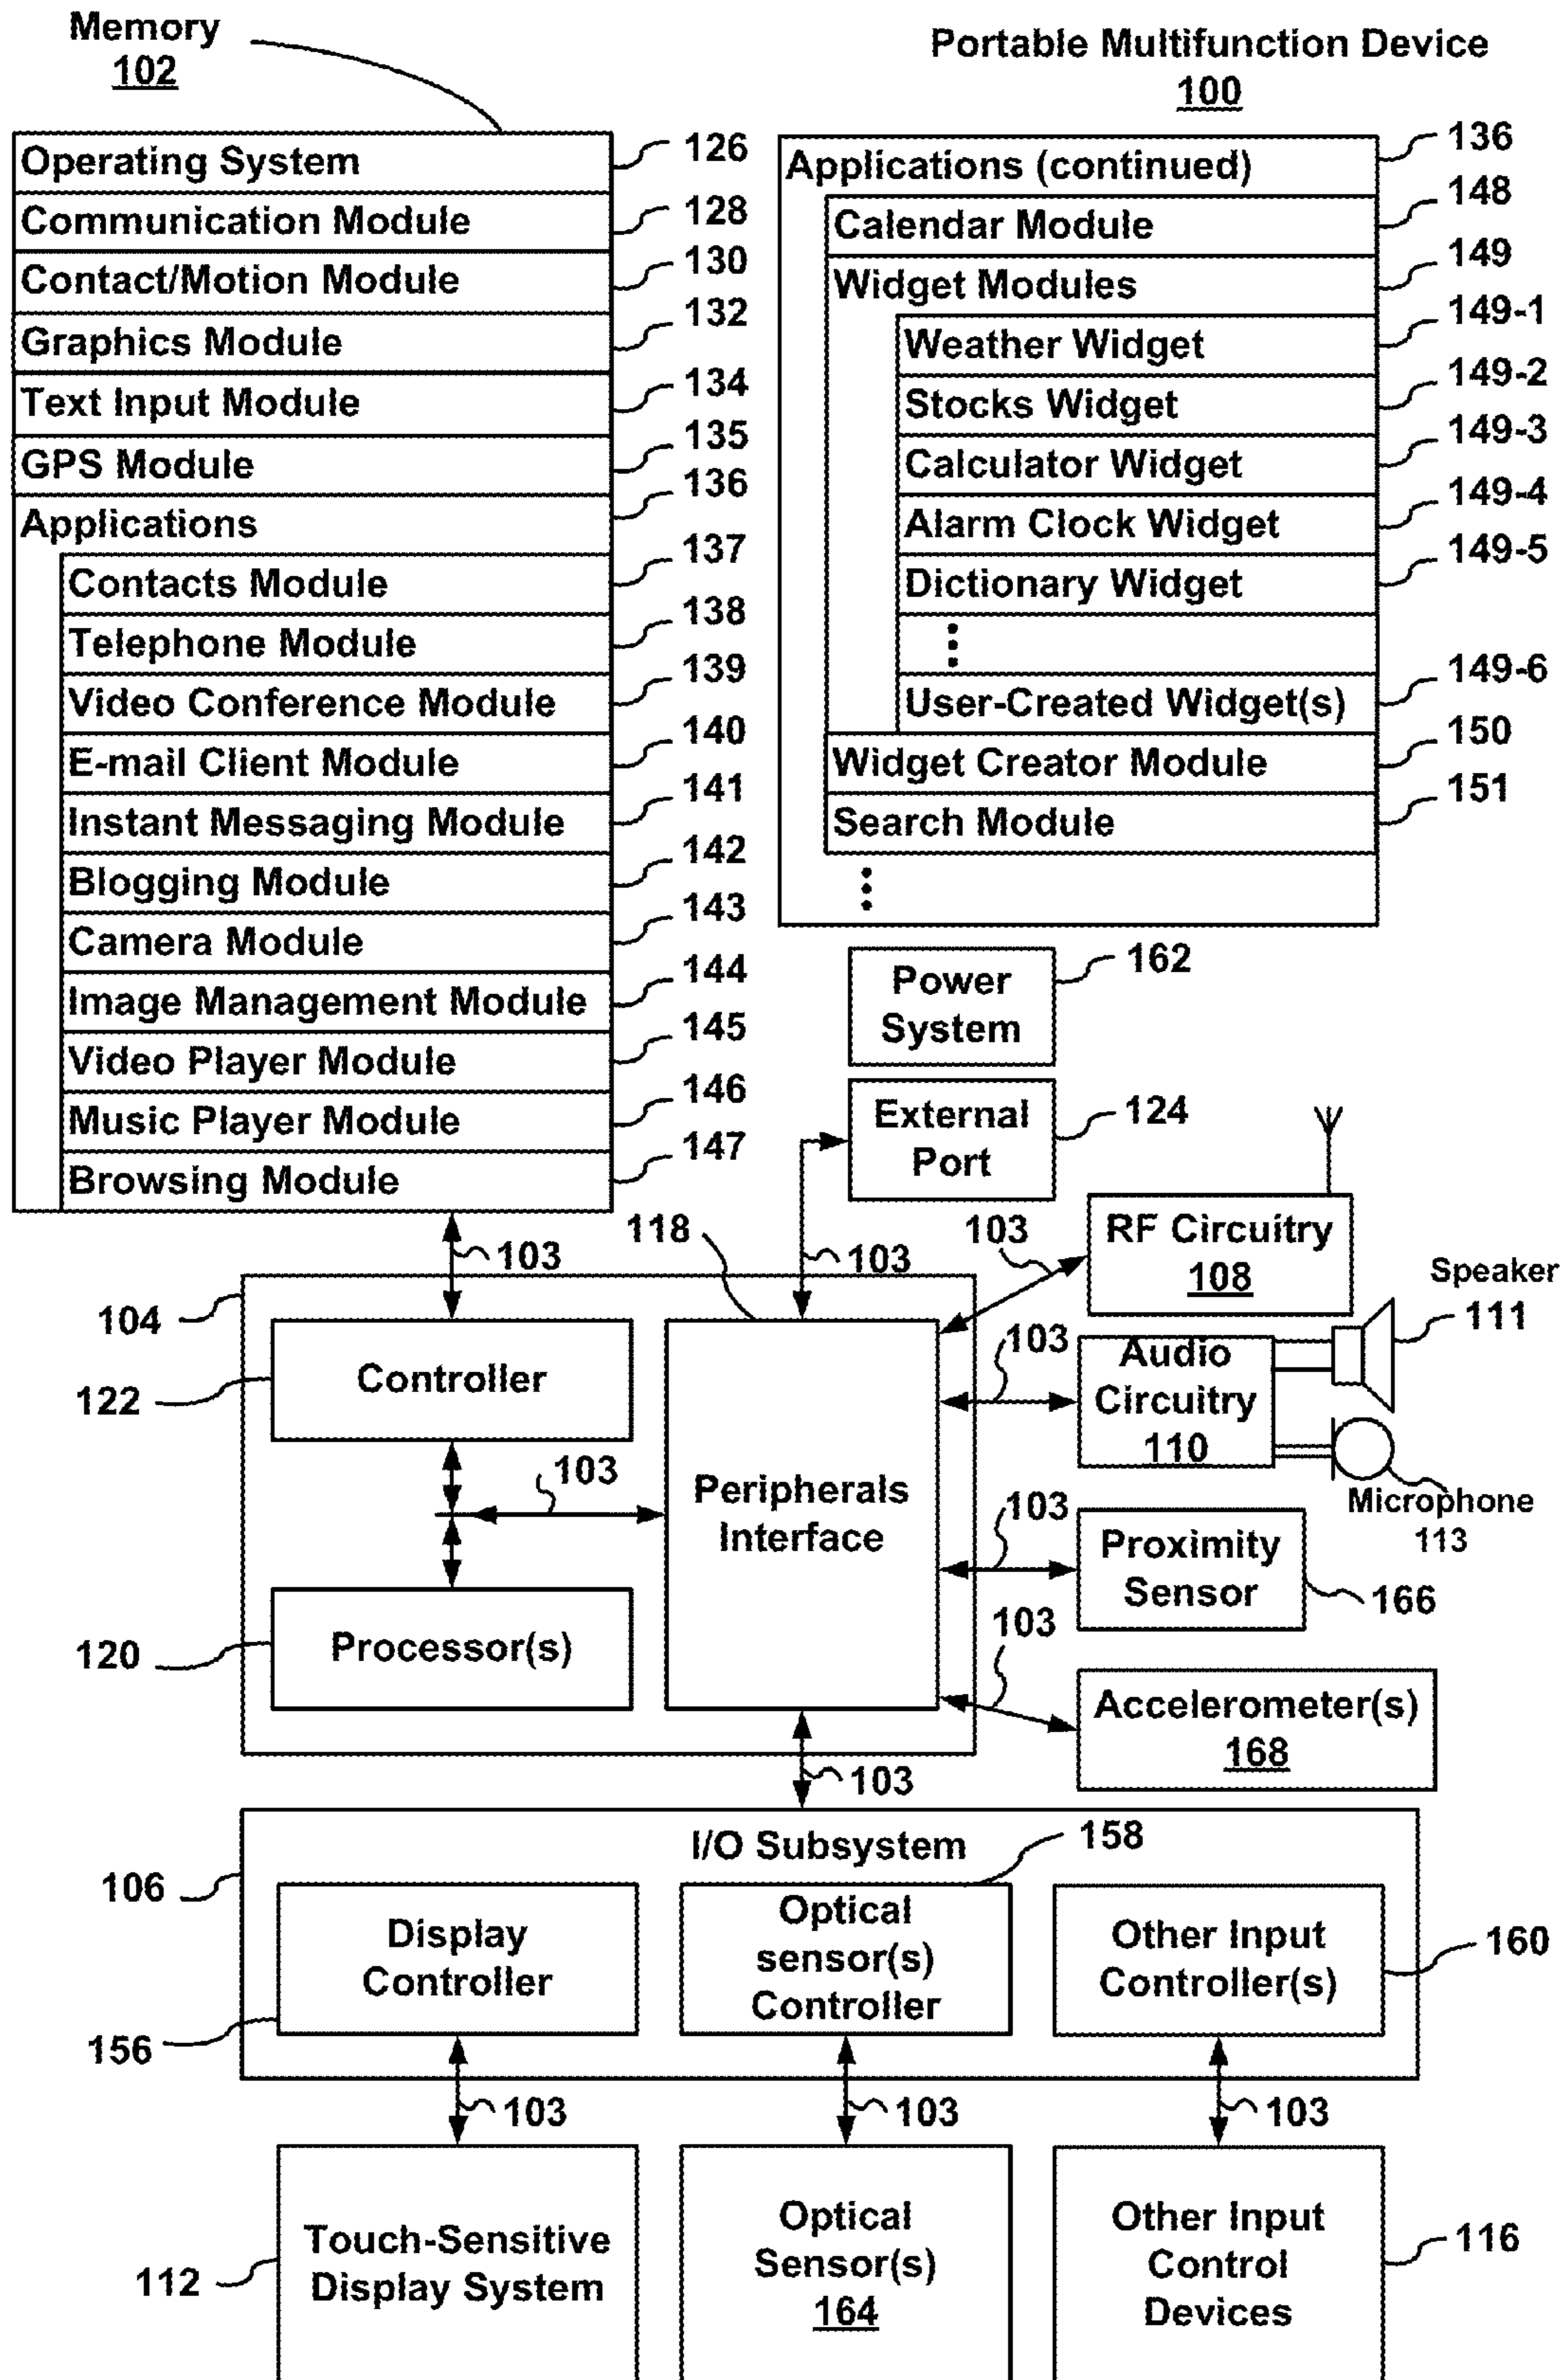 Memory
102
Portable Multifunction Device
100
Operating System
126
Communication Module
128
Contact/Motion Module
130
Graphics Module
132
Text Input Module
134
GPS Module
135
Applications
136
Contacts Module
137
Telephone Module
138
Video Conference Module
139
E-mail Client Module
140
Instant Messaging Module
141
Blogging Module
142
Camera Module
143
Image Management Module
144
Video Player Module
145
Music Player Module
146
Browsing Module
147
Applications (continued)
136
Calendar Module
148
Widget Modules
149
Weather Widget
149-1
Stocks Widget
149-2
Calculator Widget
149-3
Alarm Clock Widget
149-4
Dictionary Widget
149-5
User-Created Widget(s)
149-6
Widget Creator Module
150
Search Module
151
Power
System
162
External
Port
124
103
118
103
103
RF Circuitry
108
Speaker
111
104
Controller
122
103
Audio
Circuitry
110
Microphone
113
103
Peripherals
Interface
103
Proximity
Sensor
166
Processor(s)
120
103
Accelerometer(s)
168
103
I/O Subsystem
158
106
Display
Controller
156
Optical
sensor(s)
Controller
Other Input
Controller(s)
160
103
103
103
Touch-Sensitive
Display System
112
Optical
Sensor(s)
164
Other Input
Control
Devices
116